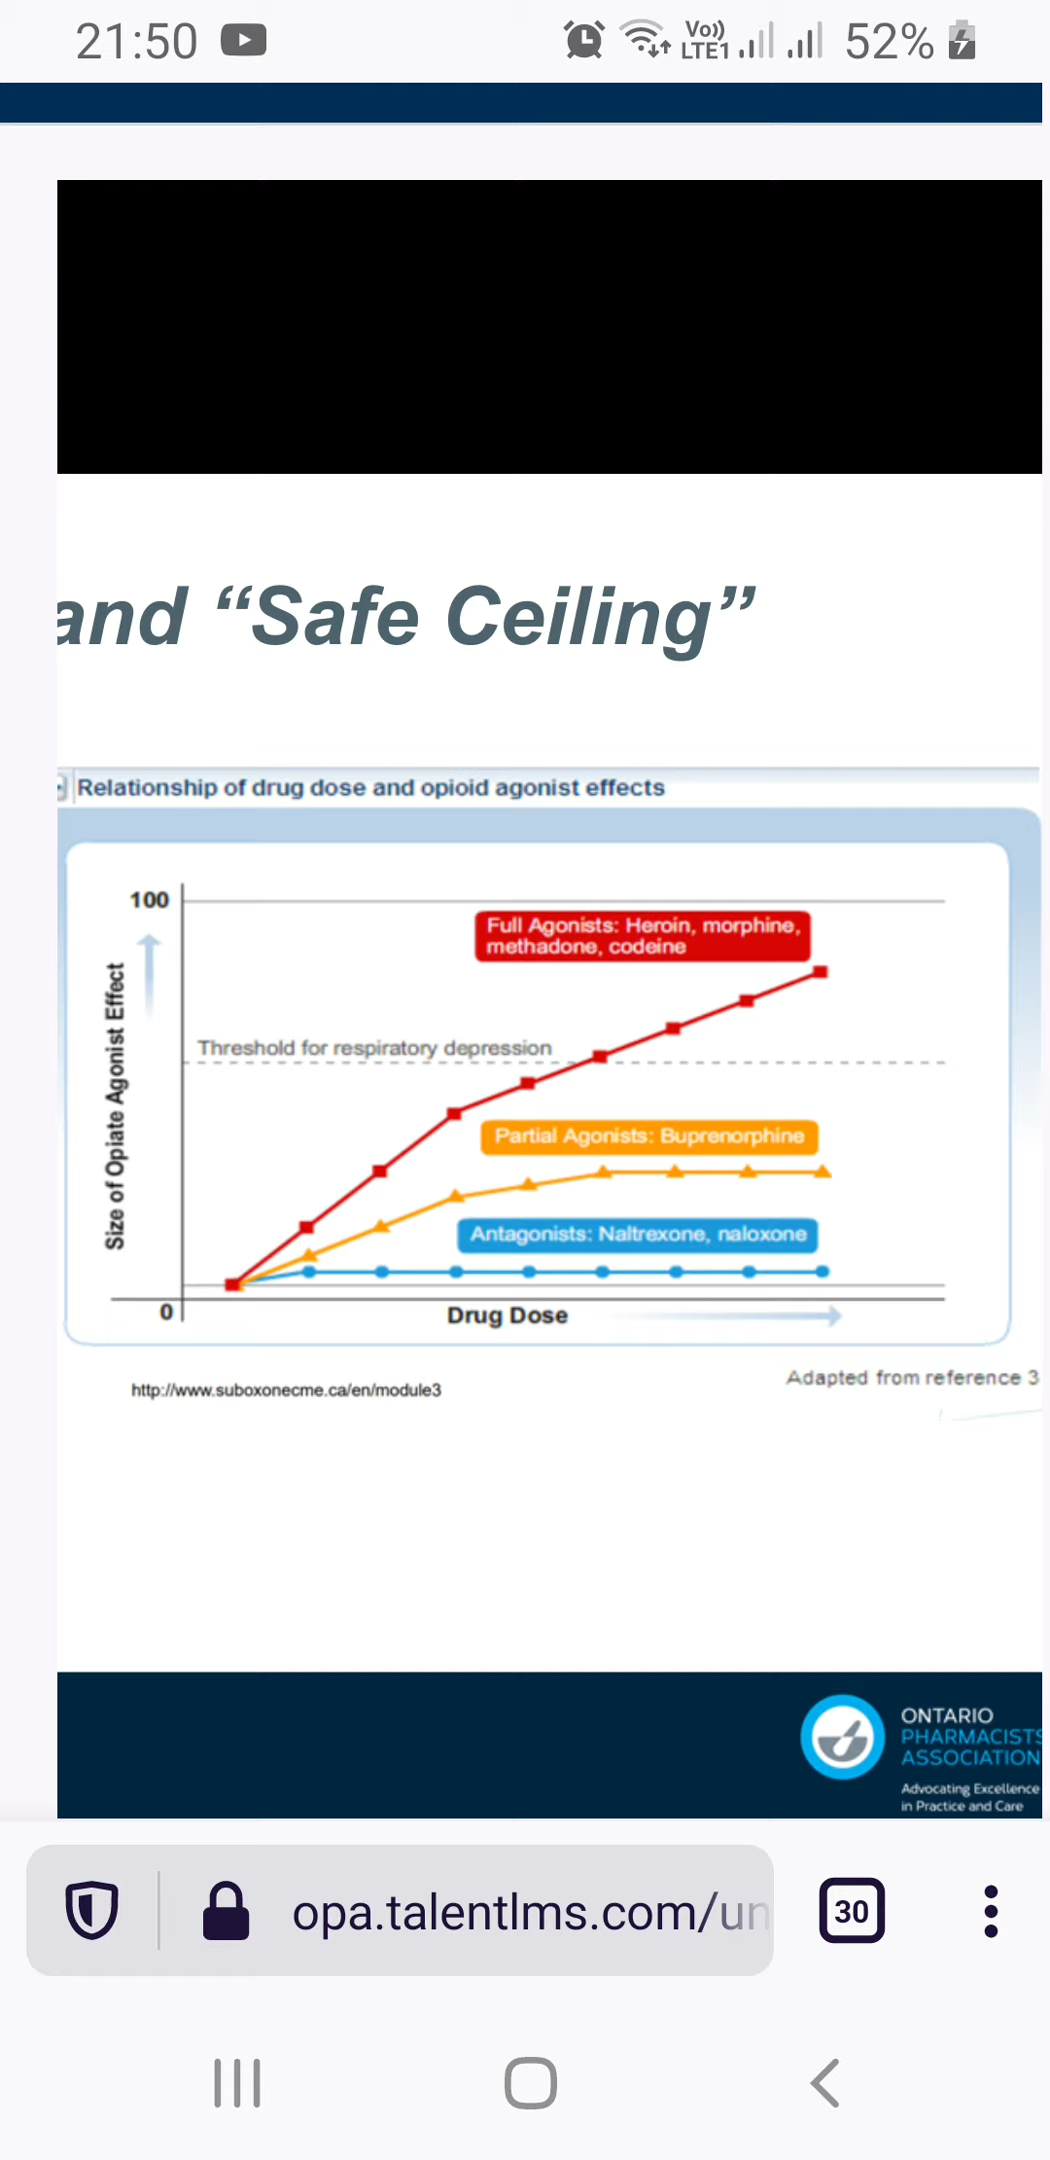 21:50
Vo)) LTE1 52%
and “Safe Ceiling”
Relationship of drug dose and opioid agonist effects
100
Full Agonists: Heroin, morphine,
methadone, codeine
Size of Opiate Agonist Effect
Threshold for respiratory depression
Partial Agonists: Buprenorphine
Antagonists: Naltrexone, naloxone
0
Drug Dose
http://www.suboxonecme.ca/en/module3
Adapted from reference 3
ONTARIO
PHARMACISTS
ASSOCIATION
Advocating Excellence
in Practice and Care
opa.talentlms.com/un
30